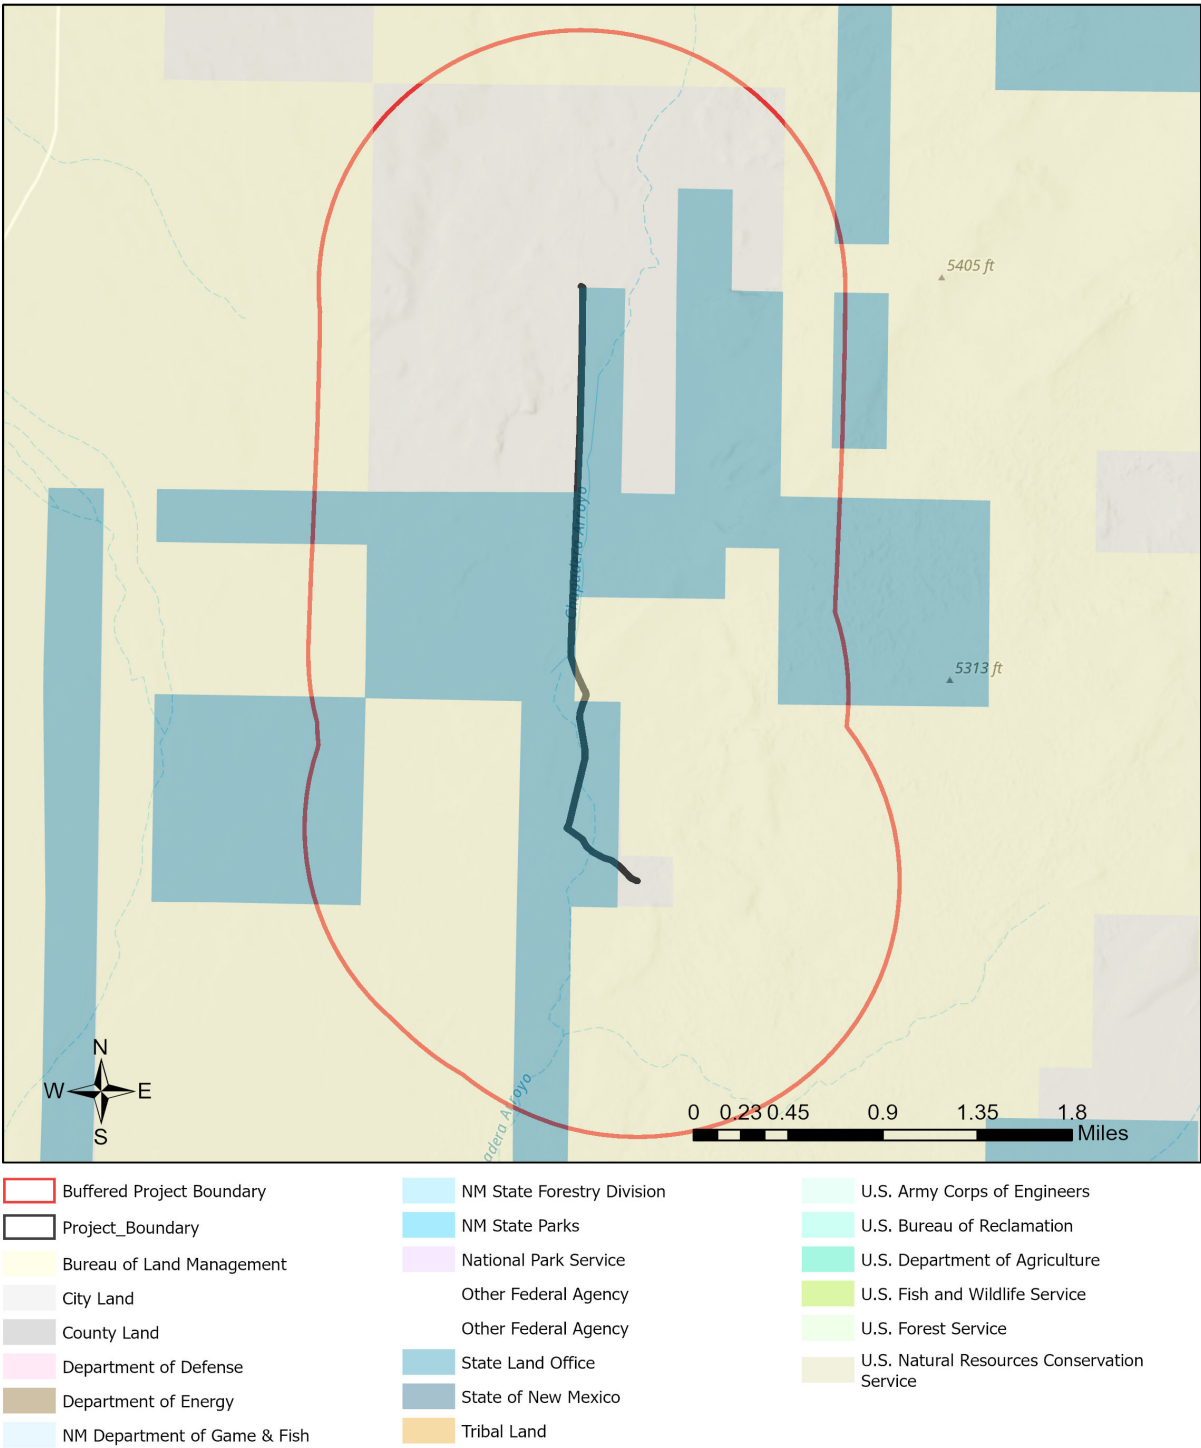 5405 ft
Chupadera Arroyo
5313 ft
N
W E
S
adera Arroyo
0 0.23 0.45 0.9 1.35 1.8
Miles
Buffered Project Boundary
Project_Boundary
Bureau of Land Management
City Land
County Land
Department of Defense
Department of Energy
NM Department of Game & Fish
NM State Forestry Division
NM State Parks
National Park Service
Other Federal Agency
Other Federal Agency
State Land Office
State of New Mexico
Tribal Land
U.S. Army Corps of Engineers
U.S. Bureau of Reclamation
U.S. Department of Agriculture
U.S. Fish and Wildlife Service
U.S. Forest Service
U.S. Natural Resources Conservation
Service